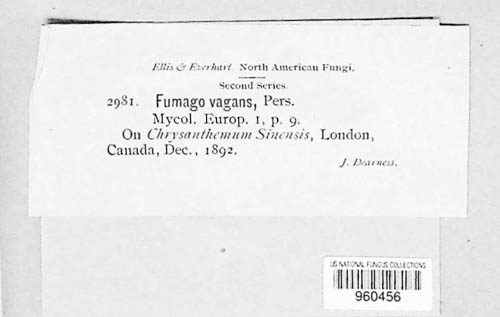 Ellis & Everhart. North American Fungi.
Second Series.
2981. Fumago vagans, Pers.
Mycol. Europ. 1, p. 9.
On Chrysanthemum Sinensis, London,
Canada, Dec., 1892.
J. Dearness.
US NATIONAL FUNGUS COLLECTIONS
960456